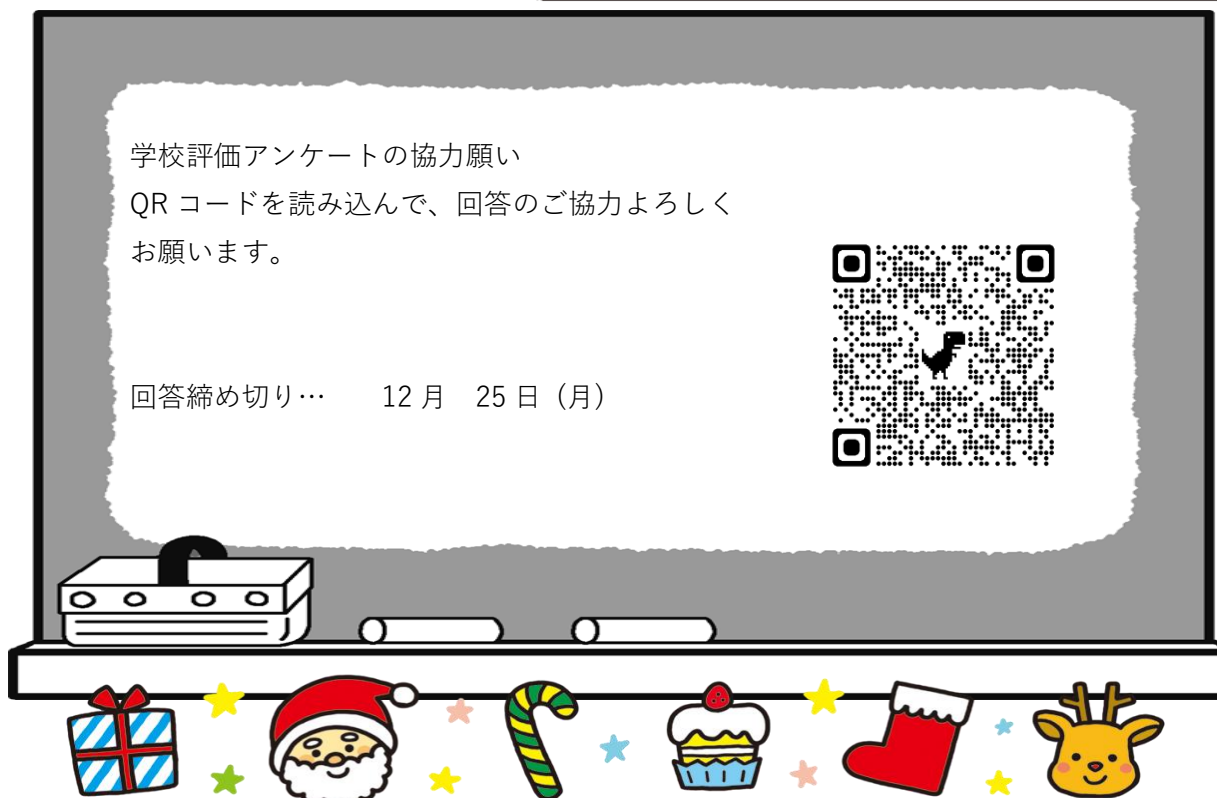 学校評価アンケートの協力願い
QR コードを読み込んで、回答のご協力よろしく
お願います。
回答締め切り…　　12 月　25 日（月）